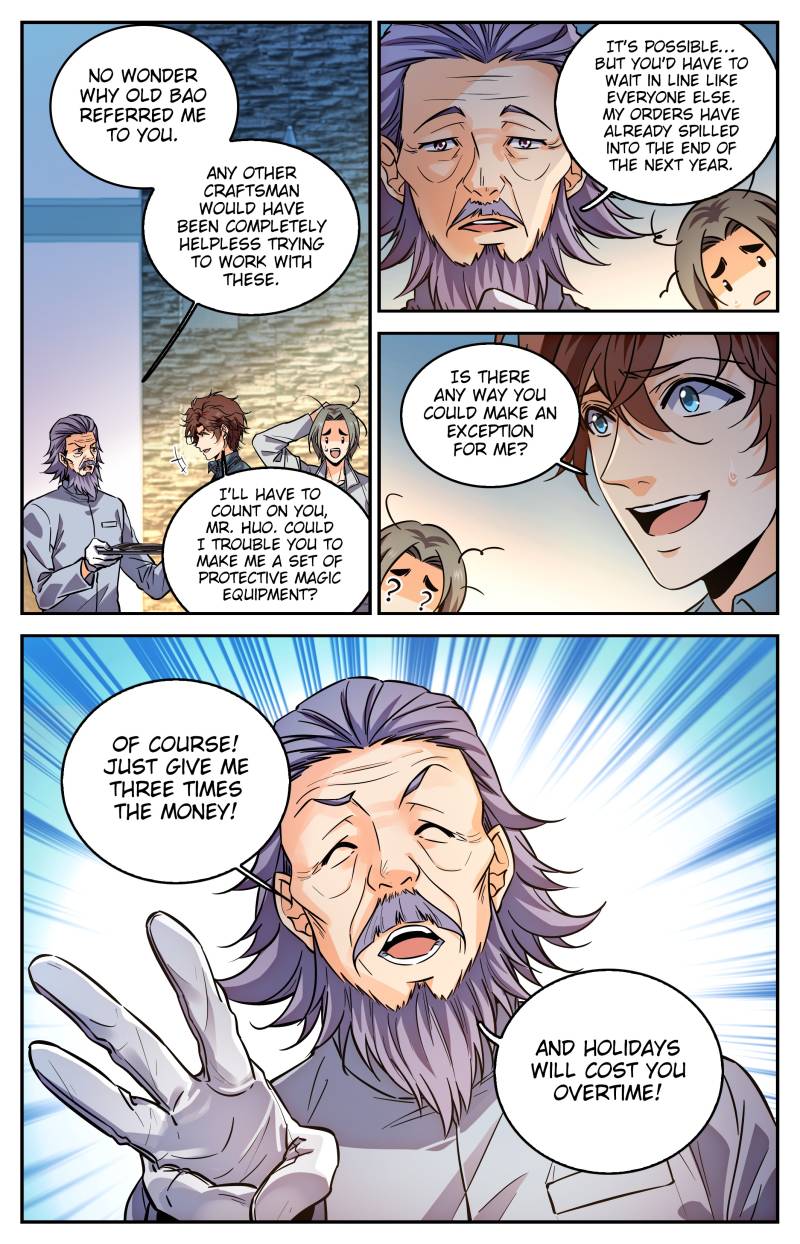 NO WONDER
WHY OLD BAO
REFERRED ME
TO YOU.
ANY OTHER
CRAFTSMAN
WOULD HAVE
BEEN COMPLETELY
HELPLESS TRYING
TO WORK WITH
THESE.
I'LL HAVE TO
COUNT ON YOU,
MR. HUO. COULD
I TROUBLE YOU TO
MAKE ME A SET OF
PROTECTIVE MAGIC
EQUIPMENT?
IT'S POSSIBLE...
BUT YOU'D HAVE TO
WAIT IN LINE LIKE
EVERYONE ELSE.
MY ORDERS HAVE
ALREADY SPILLED
INTO THE END OF
THE NEXT YEAR.
IS THERE
ANY WAY YOU
COULD MAKE AN
EXCEPTION
FOR ME?
? ?
OF COURSE!
JUST GIVE ME
THREE TIMES
THE MONEY!
AND HOLIDAYS
WILL COST YOU
OVERTIME!